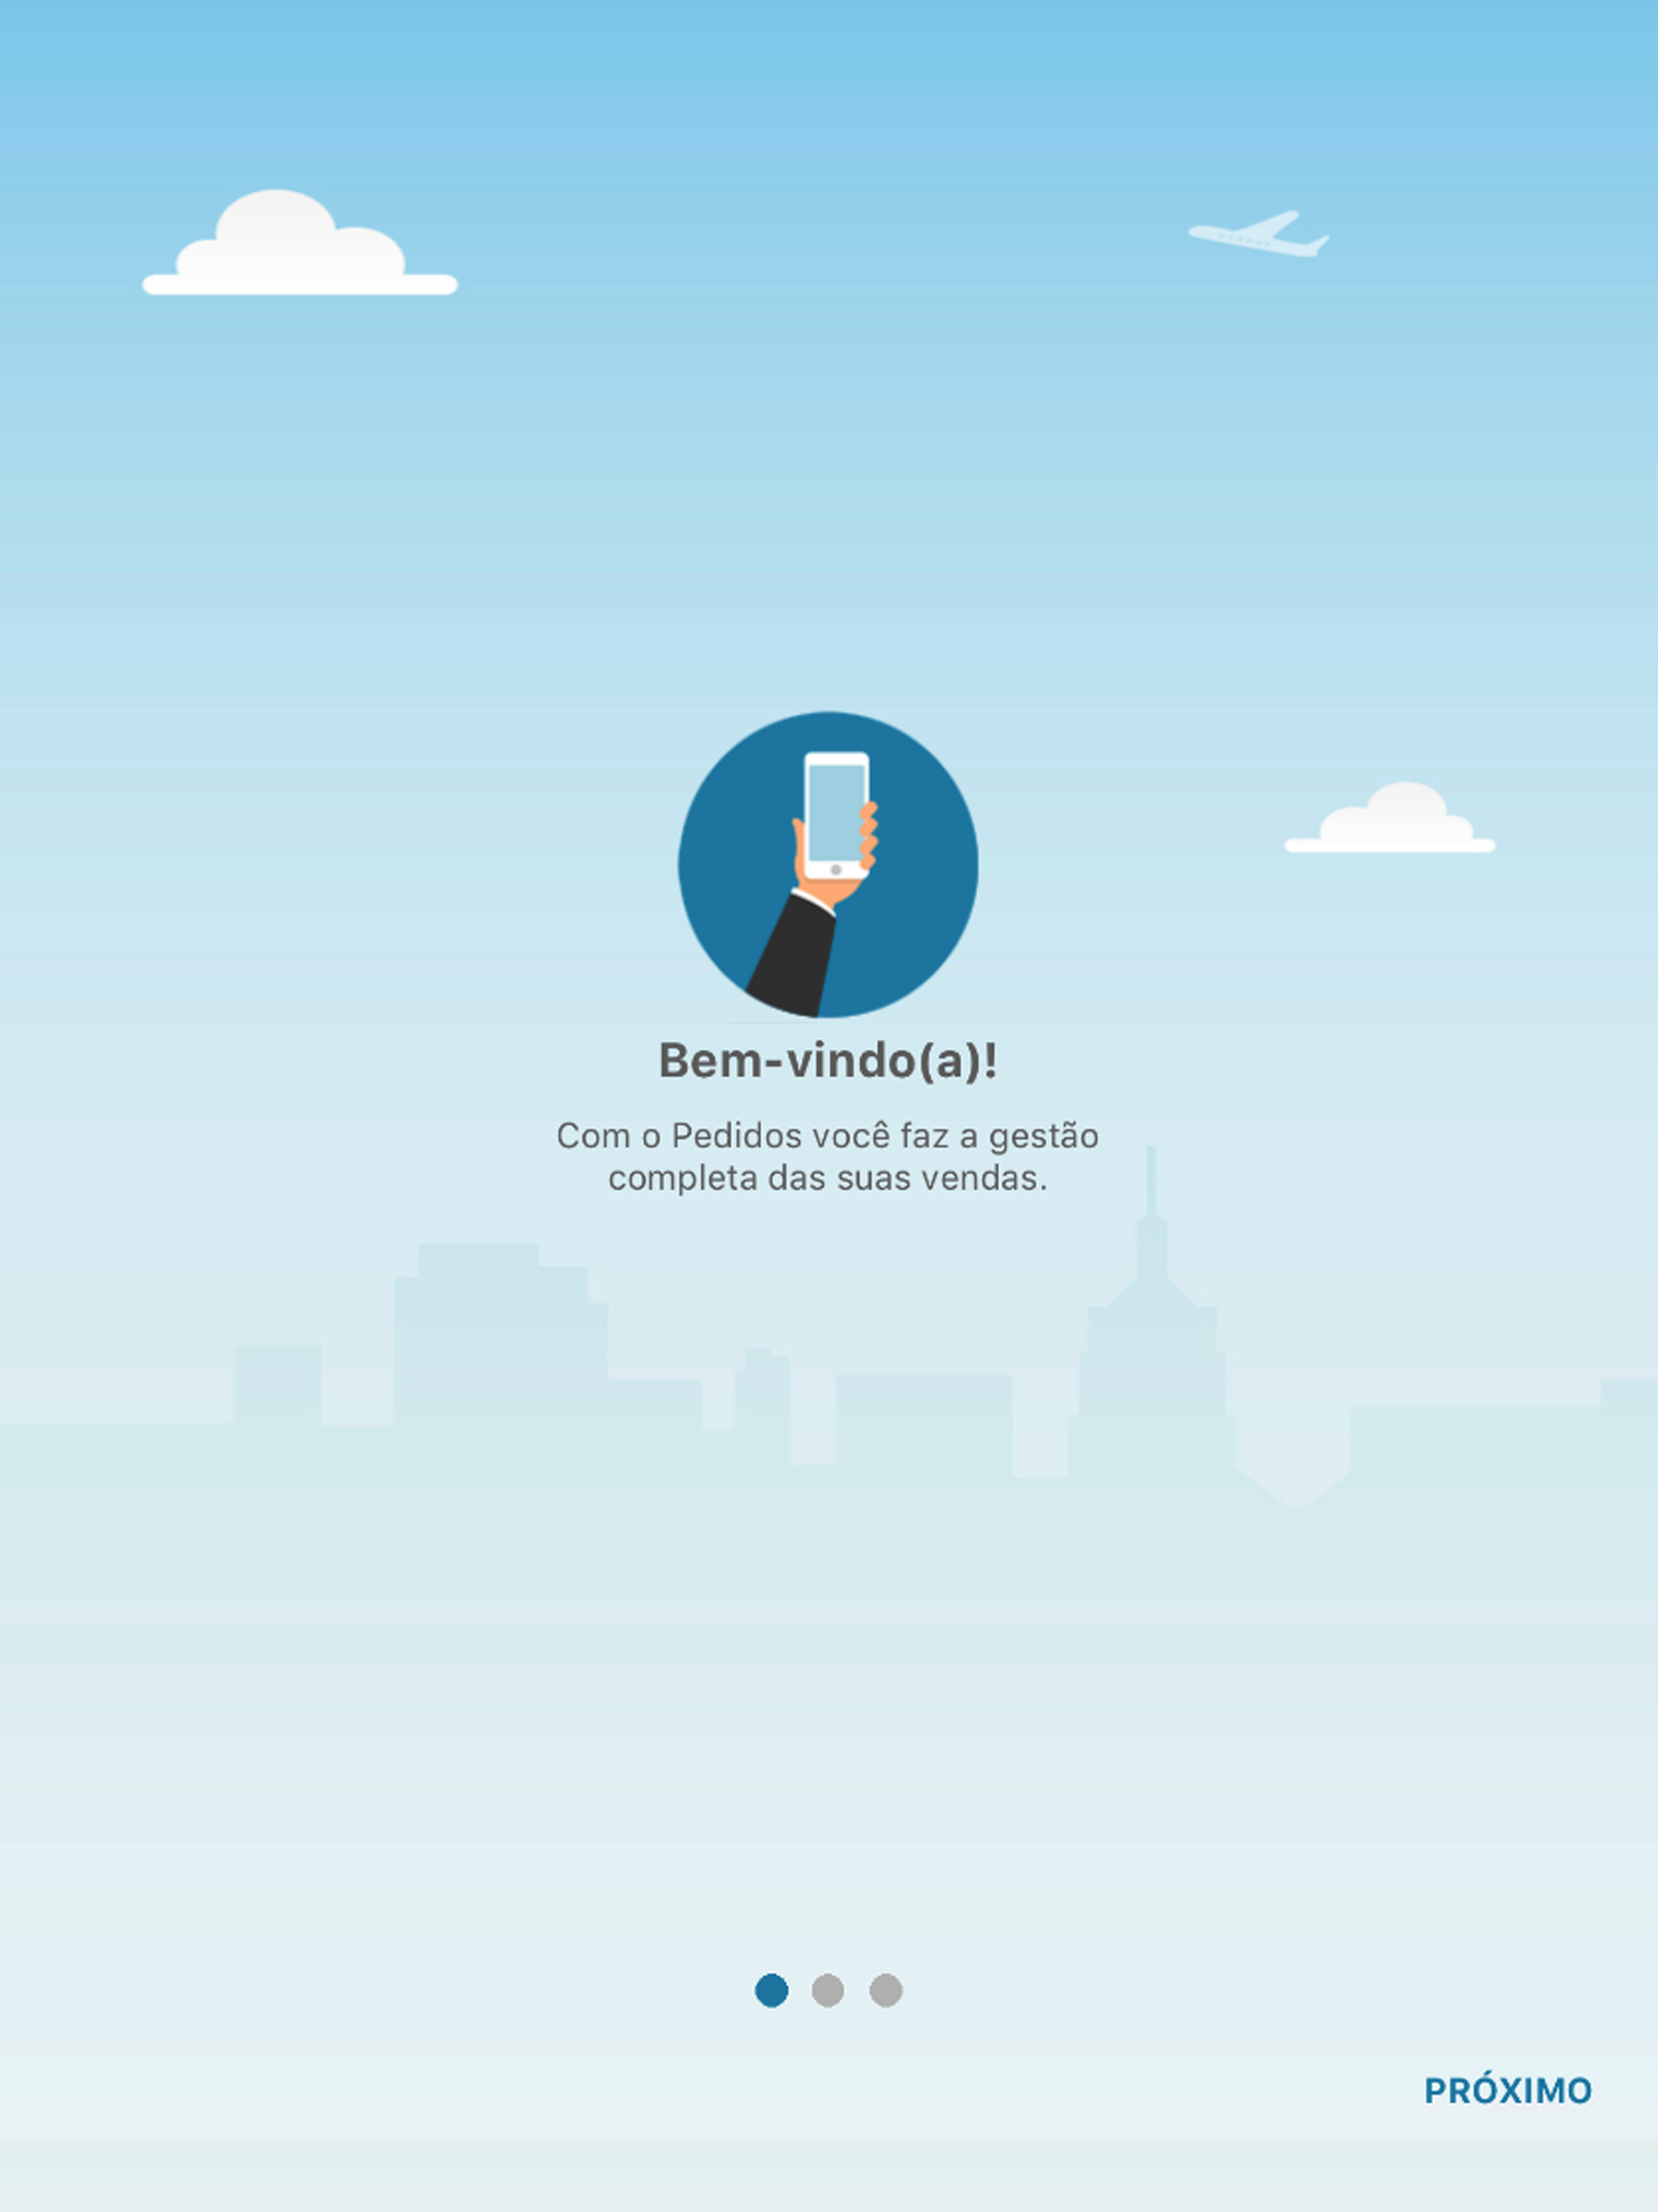 Bem-vindo(a)!
Com o Pedidos você faz a gestão
completa das suas vendas.
PRÓXIMO